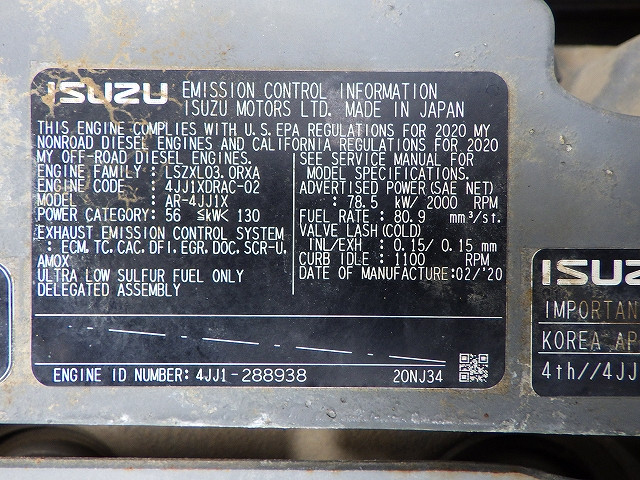 ISUZU EMISSION CONTROL INFORMATION
ISUZU MOTORS LTD. MADE IN JAPAN
THIS ENGINE COMPLIES WITH U.S.EPA REGULATIONS FOR 2020 MY
NONROAD DIESEL ENGINES AND CALIFORNIA REGULATIONS FOR 2020
MY OFF-ROAD DIESEL ENGINES.
ENGINE FAMILY : LSZXL03.0RXA
ENGINE CODE : 4JJ1XDRAC-02
MODEL : AR-4JJ1X
POWER CATEGORY: 56 ≦kW< 130
EXHAUST EMISSION CONTROL SYSTEM
: ECM,TC,CAC,DFI,EGR,DOC,SCR-U,
AMOX
ULTRA LOW SULFUR FUEL ONLY
DELEGATED ASSEMBLY
SEE SERVICE MANUAL FOR
MODEL SPECIFICATIONS.
ADVERTISED POWER(SAE NET)
: 78.5 kW/ 2000 RPM
FUEL RATE : 80.9 mm³/st.
VALVE LASH(COLD)
INL/EXH : 0.15/ 0.15 mm
CURB IDLE : 1100 RPM
DATE OF MANUFACTURE:02/'20
ENGINE ID NUMBER: 4JJ1-288938 20NJ34
ISUZ
IMPORTAN
KOREA AP
4th//4JJ